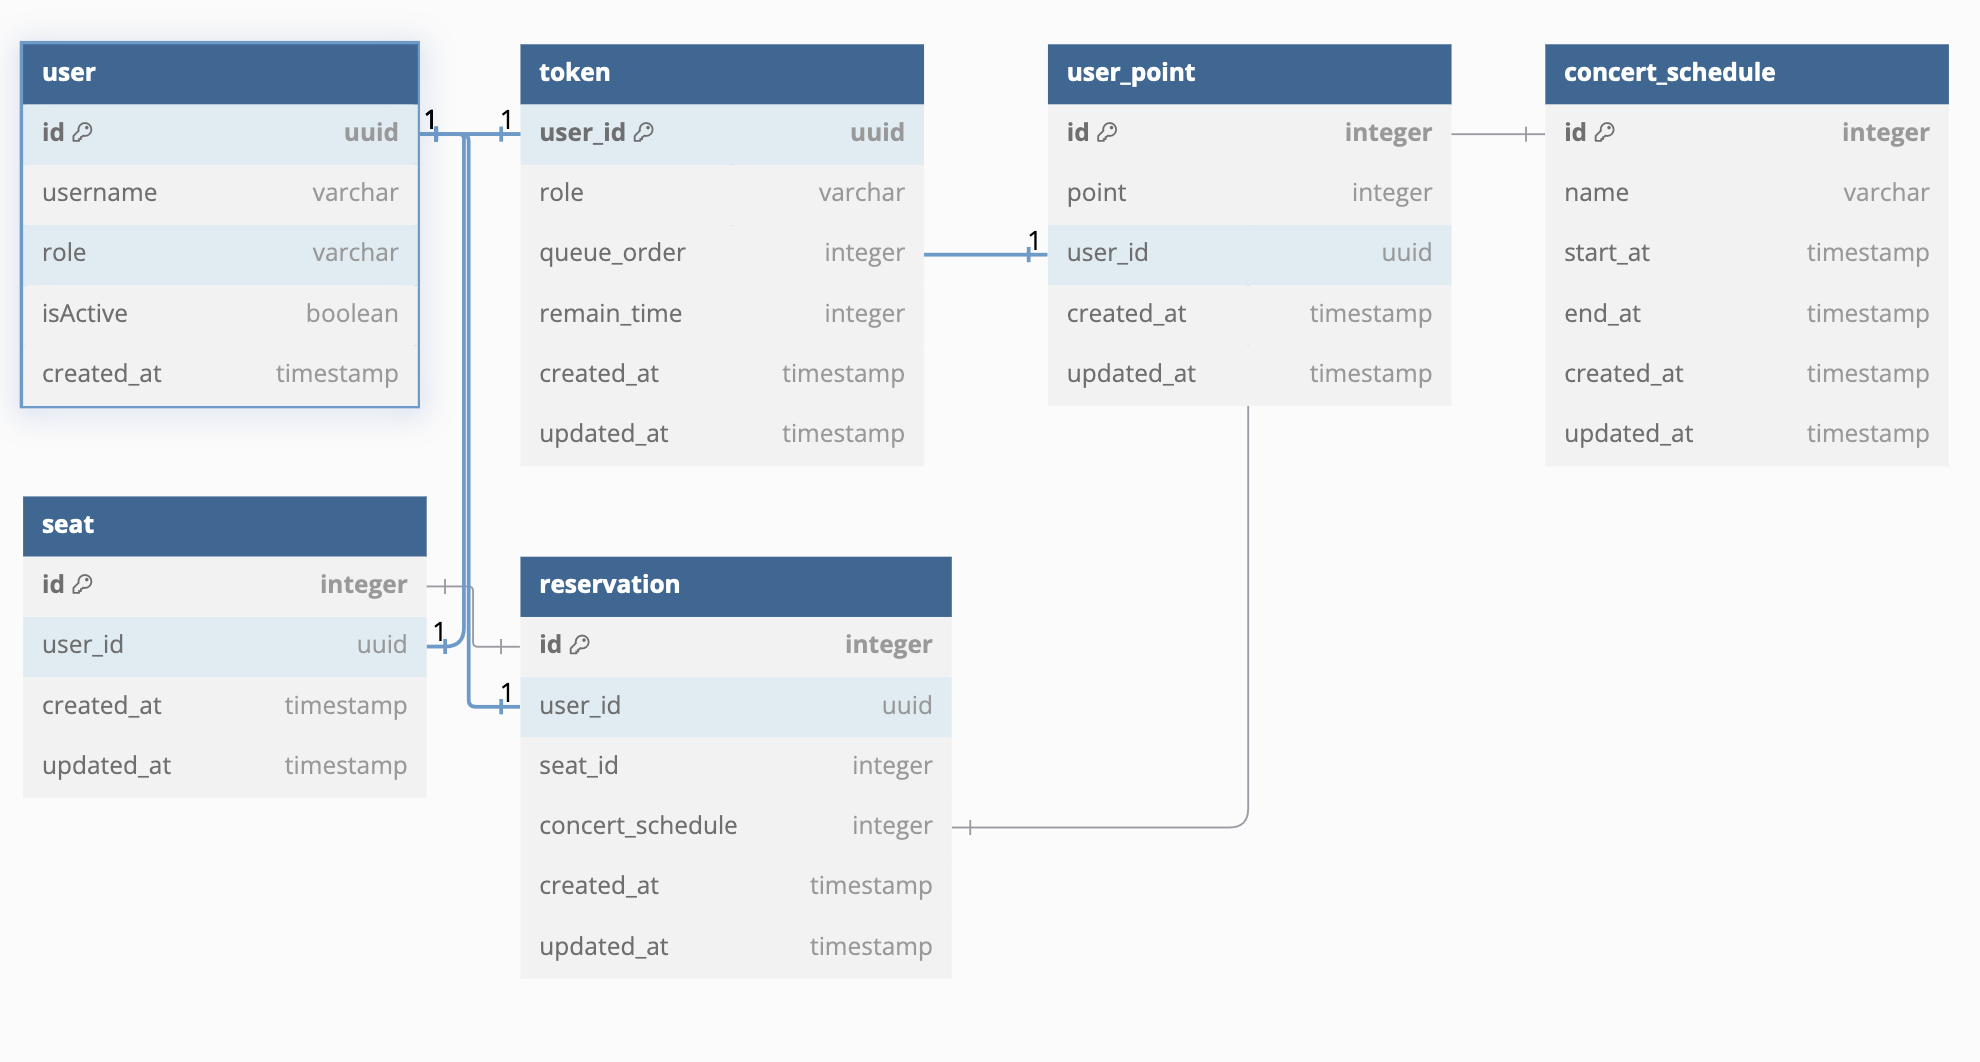 user
id uuid
username varchar
role varchar
isActive boolean
created_at timestamp
1
1
token
user_id uuid
role varchar
queue_order integer
remain_time integer
created_at timestamp
updated_at timestamp
1
user_point
id integer
point integer
user_id uuid
created_at timestamp
updated_at timestamp
concert_schedule
id integer
name varchar
start_at timestamp
end_at timestamp
created_at timestamp
updated_at timestamp
seat
id integer
user_id uuid
created_at timestamp
updated_at timestamp
1
1
reservation
id integer
user_id uuid
seat_id integer
concert_schedule integer
created_at timestamp
updated_at timestamp